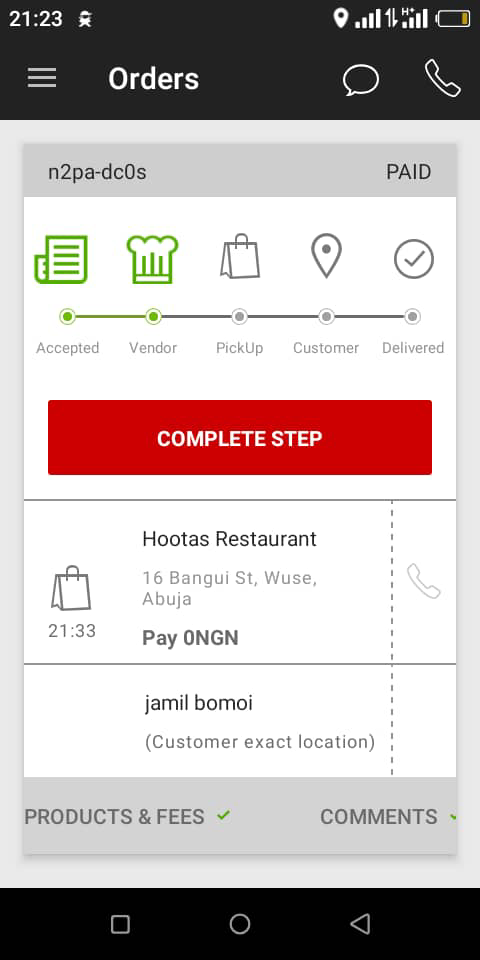 21:23
H+
Orders
n2pa-dc0s PAID
Accepted Vendor PickUp Customer Delivered
COMPLETE STEP
Hootas Restaurant
16 Bangui St, Wuse,
Abuja
21:33
Pay 0NGN
jamil bomoi
(Customer exact location)
PRODUCTS & FEES COMMENTS